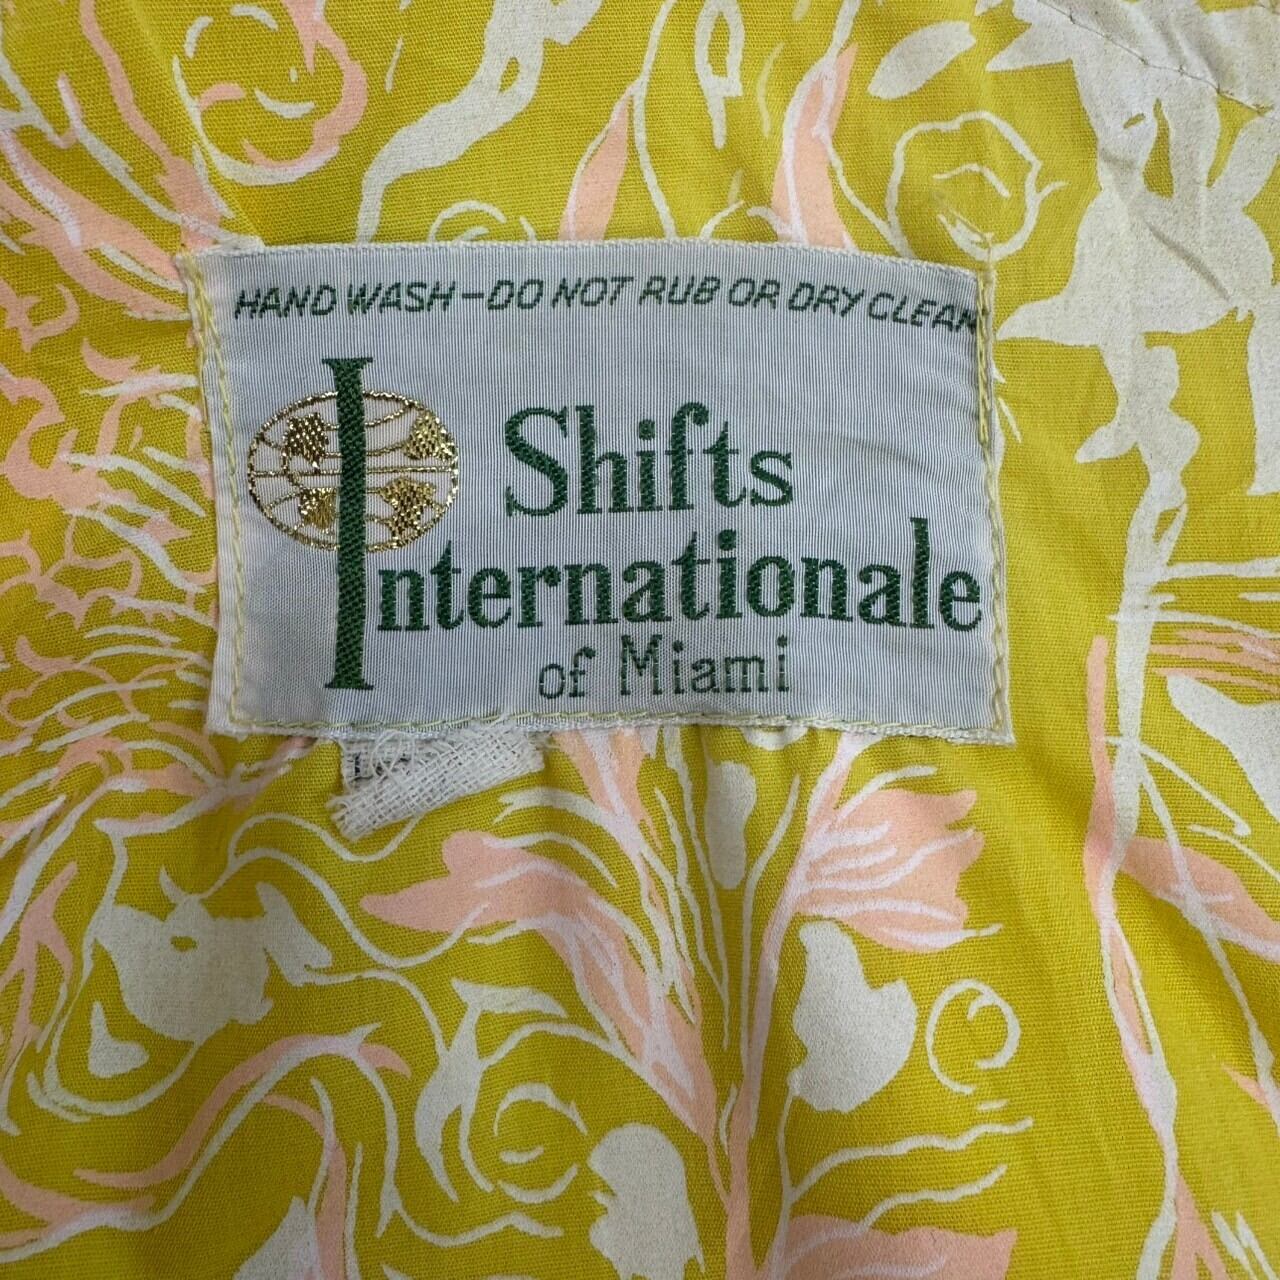 HAND WASH-DO NOT RUB OR DRY CLEAN
Shifts
Internationale
of Miami